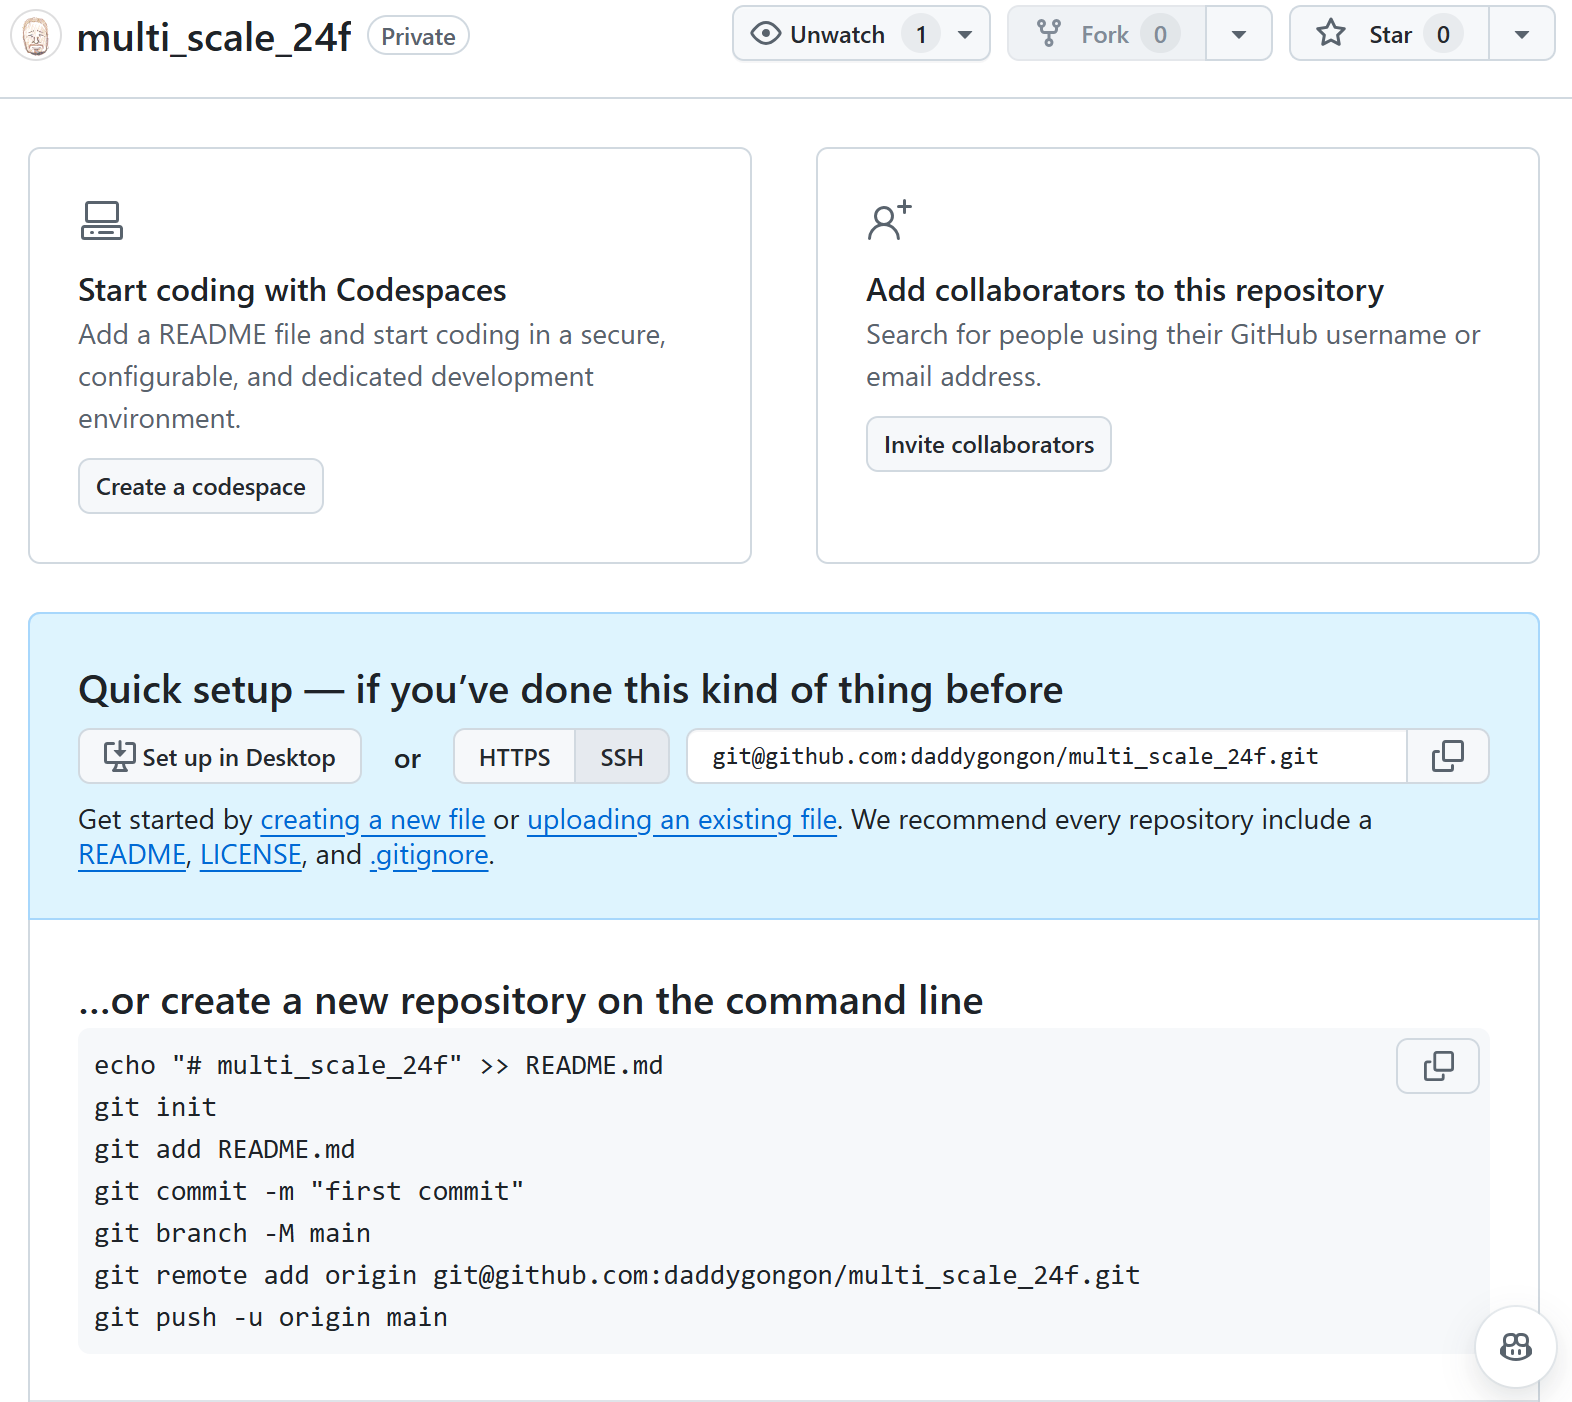 multi_scale_24f Private Unwatch 1 Fork 0 Star 0
Start coding with Codespaces
Add a README file and start coding in a secure,
configurable, and dedicated development
environment.
Create a codespace
Add collaborators to this repository
Search for people using their GitHub username or
email address.
Invite collaborators
Quick setup — if you’ve done this kind of thing before
Set up in Desktop or HTTPS SSH git@github.com:daddygongon/multi_scale_24f.git
Get started by creating a new file or uploading an existing file. We recommend every repository include a
README, LICENSE, and .gitignore.
…or create a new repository on the command line
echo "# multi_scale_24f" >> README.md
git init
git add README.md
git commit -m "first commit"
git branch -M main
git remote add origin git@github.com:daddygongon/multi_scale_24f.git
git push -u origin main